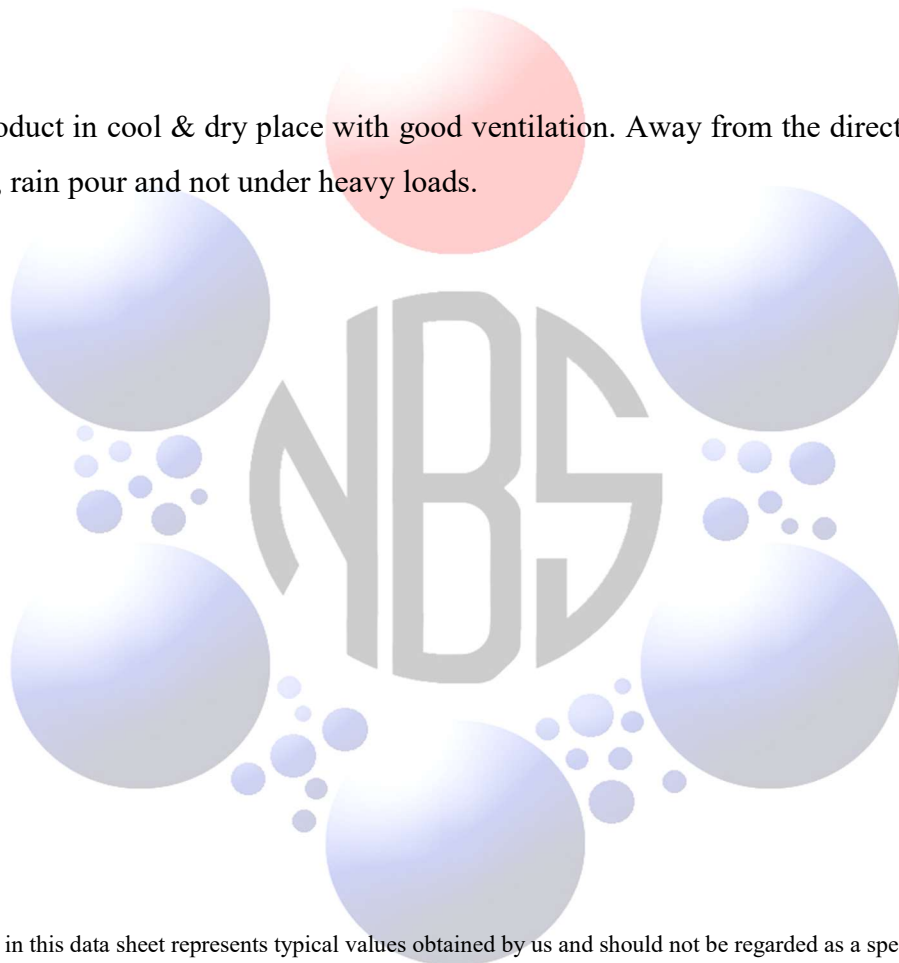 oduct in cool & dry place with good ventilation. Away from the direct
, rain pour and not under heavy loads.
NBS
in this data sheet represents typical values obtained by us and should not be regarded as a spe